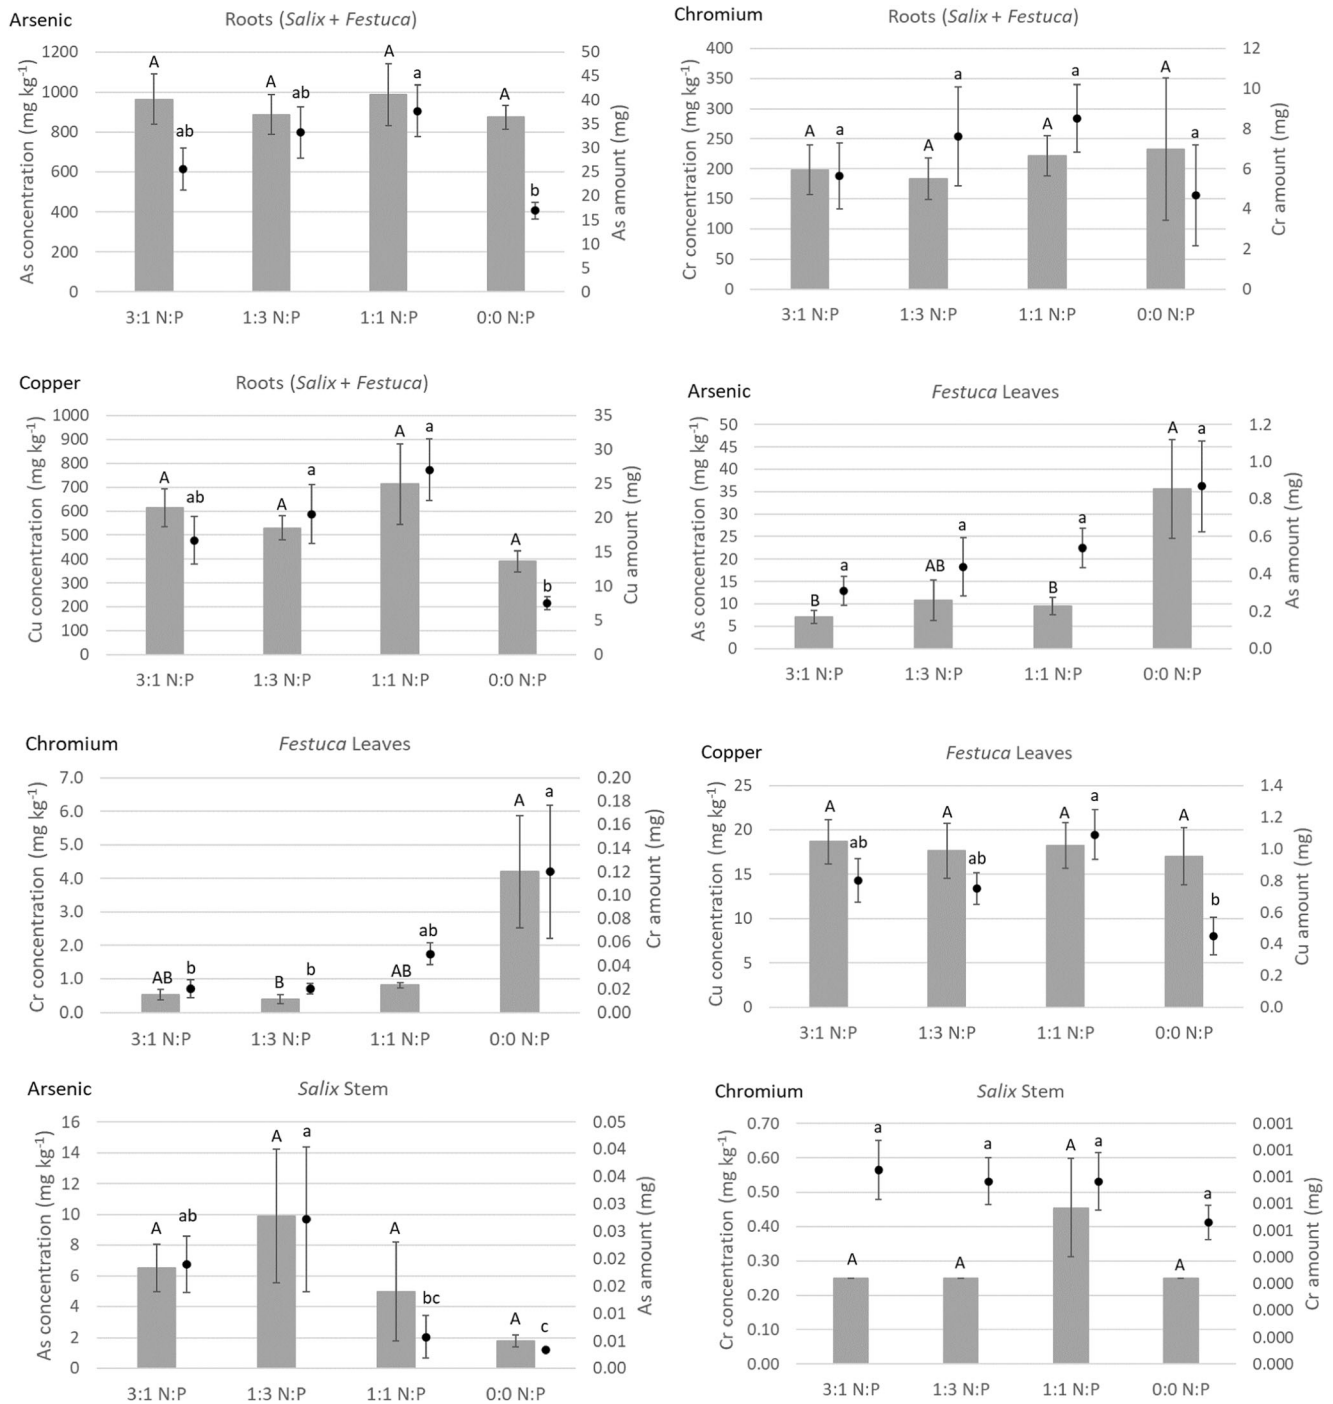 Arsenic
Roots (Salix + Festuca)
As concentration (mg kg-1)
1200
1000
800
600
400
200
0
A
ab
A
ab
A
a
A
b
50
45
40
35
30
25
20
15
10
5
0
As amount (mg)
3:1 N:P 1:3 N:P 1:1 N:P 0:0 N:P
Chromium
Roots (Salix + Festuca)
Cr concentration (mg kg-1)
400
350
300
250
200
150
100
50
0
A
a
A
a
A
a
A
a
12
10
8
6
4
2
0
Cr amount (mg)
3:1 N:P 1:3 N:P 1:1 N:P 0:0 N:P
Copper
Roots (Salix + Festuca)
Cu concentration (mg kg-1)
1000
900
800
700
600
500
400
300
200
100
0
A
ab
A
a
A
a
A
b
35
30
25
20
15
10
5
0
Cu amount (mg)
3:1 N:P 1:3 N:P 1:1 N:P 0:0 N:P
Arsenic
Festuca Leaves
As concentration (mg kg-1)
50
45
40
35
30
25
20
15
10
5
0
B
a
AB
a
B
a
A
a
1.2
1.0
0.8
0.6
0.4
0.2
0.0
As amount (mg)
3:1 N:P 1:3 N:P 1:1 N:P 0:0 N:P
Chromium
Festuca Leaves
Cr concentration (mg kg-1)
7.0
6.0
5.0
4.0
3.0
2.0
1.0
0.0
AB
b
B
b
AB
ab
A
a
0.20
0.18
0.16
0.14
0.12
0.10
0.08
0.06
0.04
0.02
0.00
Cr amount (mg)
3:1 N:P 1:3 N:P 1:1 N:P 0:0 N:P
Copper
Festuca Leaves
Cu concentration (mg kg-1)
25
20
15
10
5
0
A
ab
A
ab
A
a
A
b
1.4
1.2
1.0
0.8
0.6
0.4
0.2
0.0
Cu amount (mg)
3:1 N:P 1:3 N:P 1:1 N:P 0:0 N:P
Arsenic
Salix Stem
As concentration (mg kg-1)
16
14
12
10
8
6
4
2
0
A
ab
A
a
A
bc
A
c
0.05
0.04
0.04
0.03
0.03
0.02
0.02
0.01
0.01
0.00
As amount (mg)
3:1 N:P 1:3 N:P 1:1 N:P 0:0 N:P
Chromium
Salix Stem
Cr concentration (mg kg-1)
0.70
0.60
0.50
0.40
0.30
0.20
0.10
0.00
A
a
A
a
A
a
A
a
0.001
0.001
0.001
0.001
0.001
0.000
0.000
0.000
0.000
0.000
Cr amount (mg)
3:1 N:P 1:3 N:P 1:1 N:P 0:0 N:P